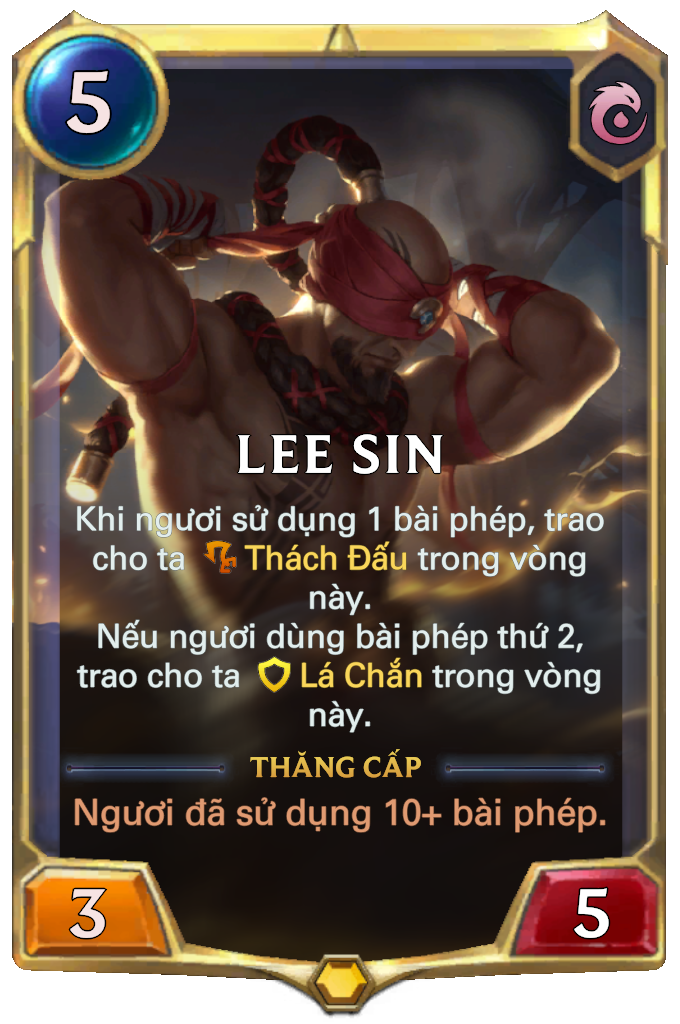 5
LEE SIN
Khi ngươi sử dụng 1 bài phép, trao
cho ta Thách Đấu trong vòng
này.
Nếu ngươi dùng bài phép thứ 2,
trao cho ta Lá Chắn trong vòng
này.
THĂNG CẤP
Ngươi đã sử dụng 10+ bài phép.
3
5